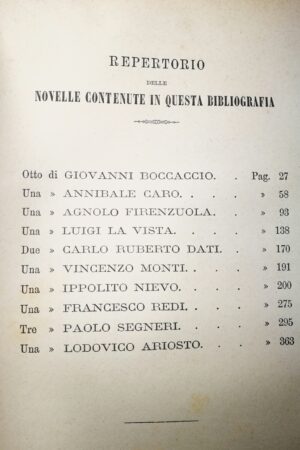 REPERTORIO
DELLE
NOVELLE CONTENUTE IN QUESTA BIBLIOGRAFIA
Otto di GIOVANNI BOCCACCIO. . Pag. 27
Una » ANNIBALE CARO. . . . » 58
Una » AGNOLO FIRENZUOLA. . . » 93
Una » LUIGI LA VISTA. . . . » 138
Due » CARLO RUBERTO DATI. . . » 170
Una » VINCENZO MONTI. . . . » 191
Una » IPPOLITO NIEVO. . . . » 200
Una » FRANCESCO REDI. . . . » 275
Tre » PAOLO SEGNERI. . . . » 295
Una » LODOVICO ARIOSTO. . . . » 363